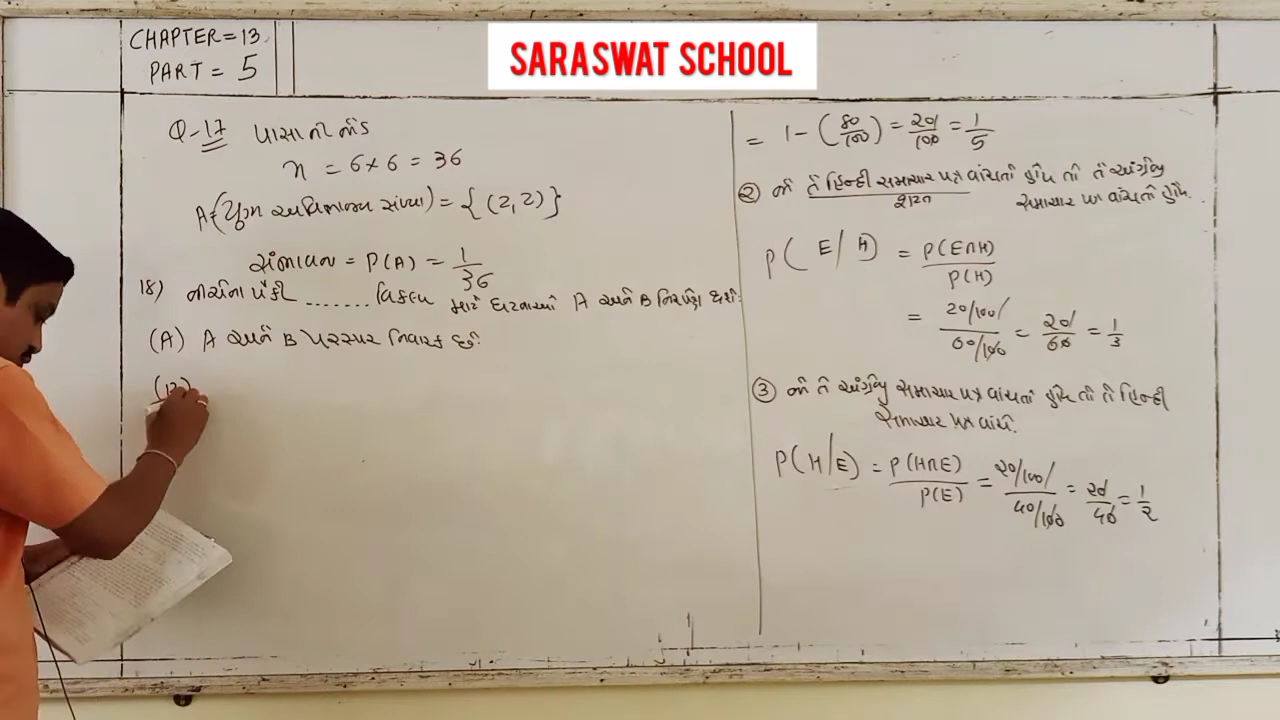 CHAPTER = 13
PART = 5
SARASWAT SCHOOL
Q-17 પાસાની જોડ
n = 6 × 6 = 36
A = (યુગ્મ અવિભાજ્ય સંખ્યા) = { (2, 2) }
સંભાવના = P(A) = 1/36
18) નીચેના પૈકી ........ વિકલ્પ માટે ઘટનાઓ A અને B નિરપેક્ષ થશે.
(A) A અને B પરસ્પર નિવારક છે.
= 1 - (80/100) = 20/100 = 1/5
② જો તે હિન્દી સમાચાર પત્ર વાંચતાં હોય તો તે અંગ્રેજી
શરત સમાચાર પત્ર વાંચતાં હોય.
P( E/H ) = P(E∩H) / P(H)
= 20/100 / 60/100 = 20/60 = 1/3
③ જો તે અંગ્રેજી સમાચાર પત્ર વાંચતાં હોય તો તે હિન્દી
સમાચાર પત્ર વાંચે.
P(H/E) = P(H∩E) / P(E) = 20/100 / 40/100 = 20/40 = 1/2